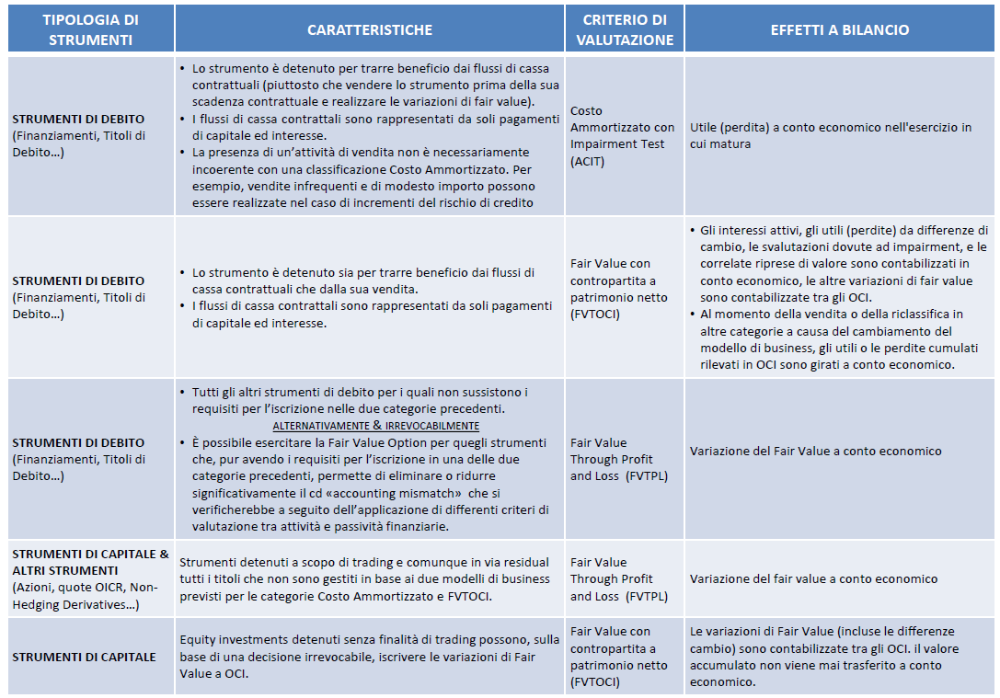 TIPOLOGIA DI
STRUMENTI
CARATTERISTICHE
CRITERIO DI
VALUTAZIONE
EFFETTI A BILANCIO
STRUMENTI DI DEBITO
(Finanziamenti, Titoli di
Debito…)
• Lo strumento è detenuto per trarre beneficio dai flussi di cassa
contrattuali (piuttosto che vendere lo strumento prima della sua
scadenza contrattuale e realizzare le variazioni di fair value).
• I flussi di cassa contrattali sono rappresentati da soli pagamenti
di capitale ed interesse.
• La presenza di un’attività di vendita non è necessariamente
incoerente con una classificazione Costo Ammortizzato. Per
esempio, vendite infrequenti e di modesto importo possono
essere realizzate nel caso di incrementi del rischio di credito
Costo
Ammortizzato con
Impairment Test
(ACIT)
Utile (perdita) a conto economico nell'esercizio in
cui matura
STRUMENTI DI DEBITO
(Finanziamenti, Titoli di
Debito…)
• Lo strumento è detenuto sia per trarre beneficio dai flussi di
cassa contrattuali che dalla sua vendita.
• I flussi di cassa contrattali sono rappresentati da soli pagamenti
di capitale ed interesse.
Fair Value con
contropartita a
patrimonio netto
(FVTOCI)
• Gli interessi attivi, gli utili (perdite) da differenze di
cambio, le svalutazioni dovute ad impairment, e le
correlate riprese di valore sono contabilizzati in
conto economico, le altre variazioni di fair value
sono contabilizzate tra gli OCI.
• Al momento della vendita o della riclassifica in
altre categorie a causa del cambiamento del
modello di business, gli utili o le perdite cumulati
rilevati in OCI sono girati a conto economico.
STRUMENTI DI DEBITO
(Finanziamenti, Titoli di
Debito…)
• Tutti gli altri strumenti di debito per i quali non sussistono i
requisiti per l’iscrizione nelle due categorie precedenti.
ALTERNATIVAMENTE & IRREVOCABILMENTE
• È possibile esercitare la Fair Value Option per quegli strumenti
che, pur avendo i requisiti per l’iscrizione in una delle due
categorie precedenti, permette di eliminare o ridurre
significativamente il cd «accounting mismatch» che si
verificherebbe a seguito dell’applicazione di differenti criteri di
valutazione tra attività e passività finanziarie.
Fair Value
Through Profit
and Loss (FVTPL)
Variazione del Fair Value a conto economico
STRUMENTI DI CAPITALE &
ALTRI STRUMENTI
(Azioni, quote OICR, Non-
Hedging Derivatives…)
Strumenti detenuti a scopo di trading e comunque in via residual
tutti i titoli che non sono gestiti in base ai due modelli di business
previsti per le categorie Costo Ammortizzato e FVTOCI.
Fair Value
Through Profit
and Loss (FVTPL)
Variazione del fair value a conto economico
STRUMENTI DI CAPITALE
Equity investments detenuti senza finalità di trading possono, sulla
base di una decisione irrevocabile, iscrivere le variazioni di Fair
Value a OCI.
Fair Value con
contropartita a
patrimonio netto
(FVTOCI)
Le variazioni di Fair Value (incluse le differenze
cambio) sono contabilizzate tra gli OCI. il valore
accumulato non viene mai trasferito a conto
economico.